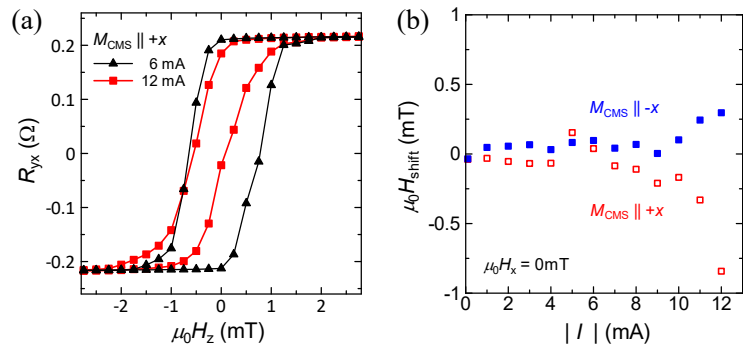 (a)
M_CMS || +x
6 mA
12 mA
0.2
0.1
0
-0.1
-0.2
R_yx (Ω)
-2
-1
0
1
2
μ₀H_z (mT)
(b)
1
0.5
0
-0.5
-1
μ₀H_shift (mT)
M_CMS || -x
M_CMS || +x
μ₀H_x = 0mT
0
2
4
6
8
10
12
| I | (mA)